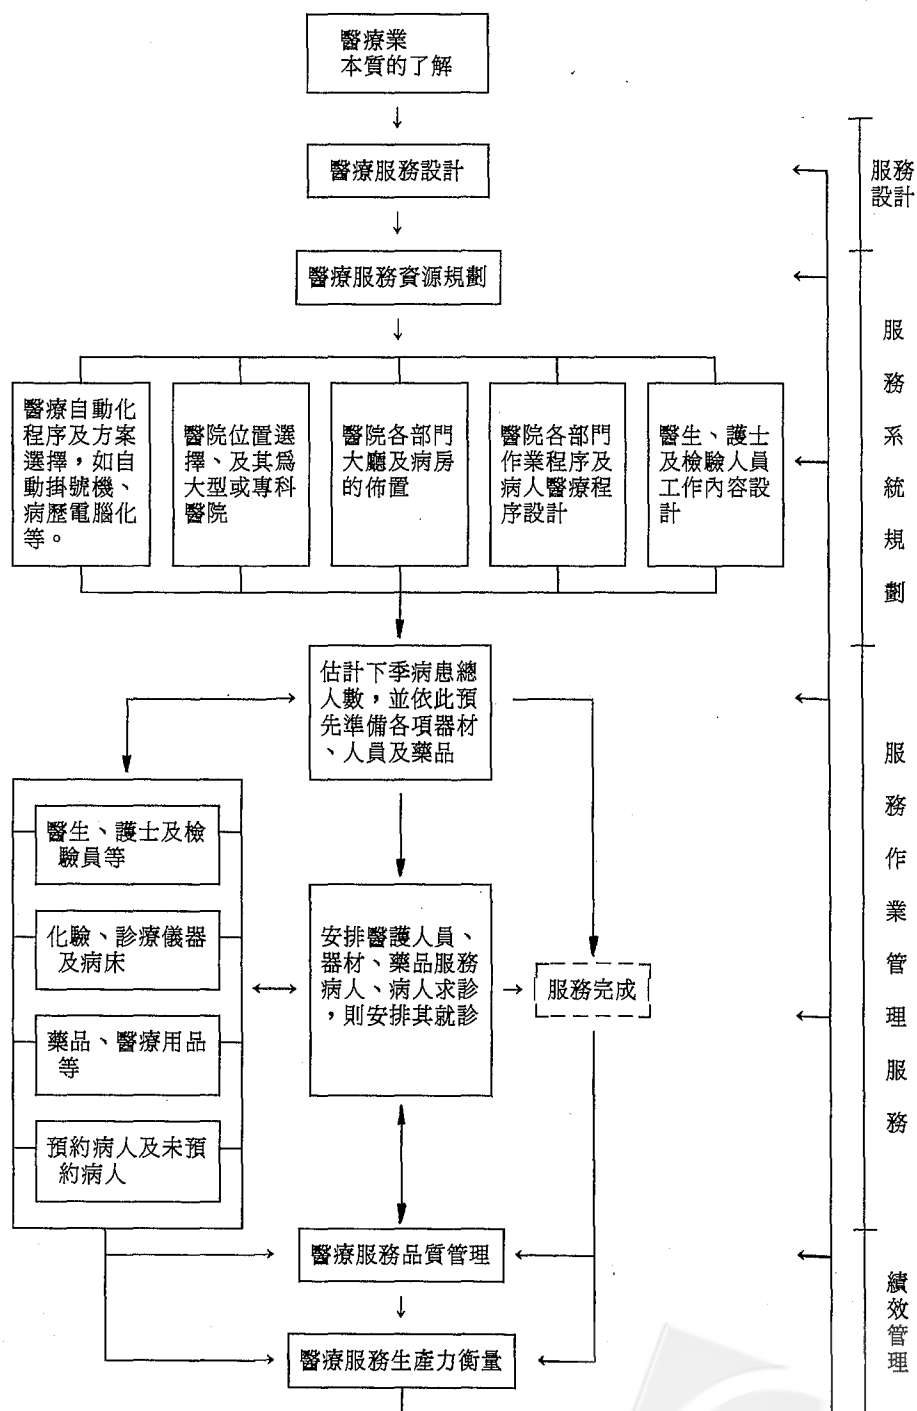 醫療業
本質的了解
醫療服務設計
服務
設計
醫療服務資源規劃
服
務
系
統
規
劃
醫療自動化
程序及方案
選擇，如自
動掛號機、
病歷電腦化
等。
醫院位置選
擇、及其爲
大型或專科
醫院
醫院各部門
大廳及病房
的佈置
醫院各部門
作業程序及
病人醫療程
序設計
醫生、護士
及檢驗人員
工作內容設
計
估計下季病患總
人數，並依此預
先準備各項器材
、人員及藥品
服
務
作
業
管
理
服
務
醫生、護士及檢
驗員等
化驗、診療儀器
及病床
藥品、醫療用品
等
預約病人及未預
約病人
安排醫護人員、
器材、藥品服務
病人、病人求診
，則安排其就診
服務完成
醫療服務品質管理
醫療服務生產力衡量
績
效
管
理